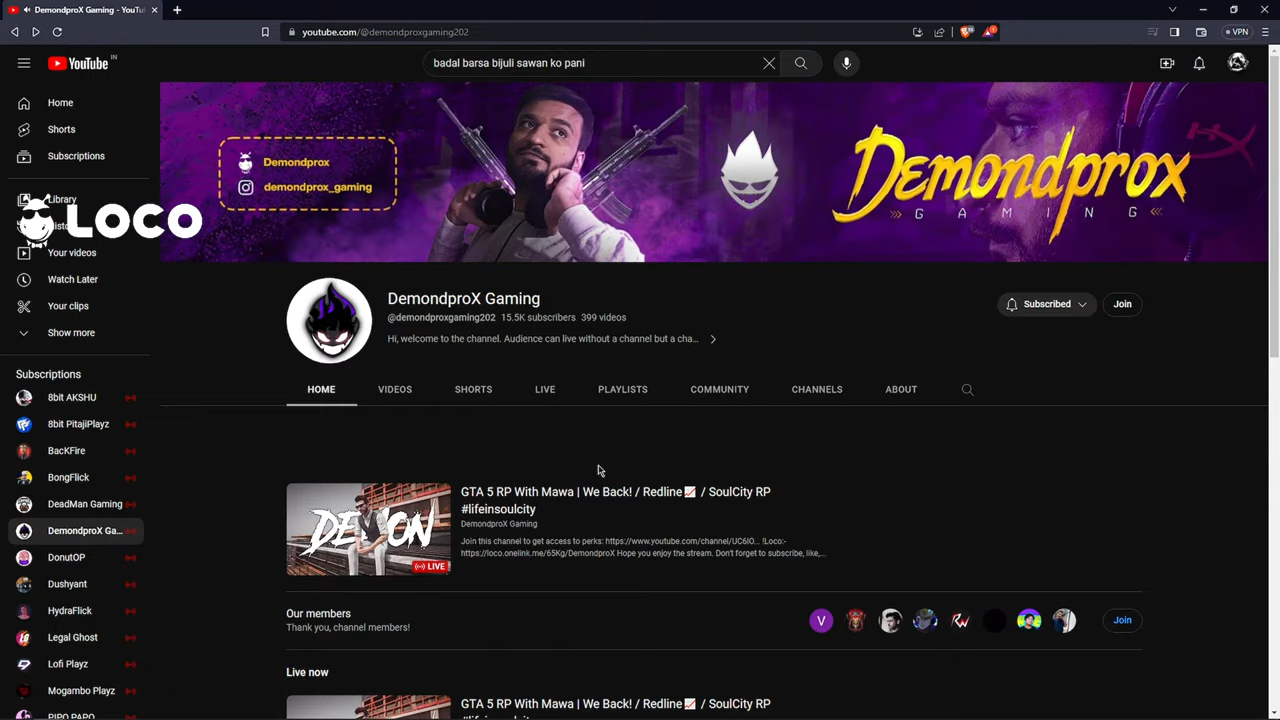 DemondproX Gaming - YouTu
youtube.com/@demondproxgaming202
VPN
YouTube IN
badal barsa bijuli sawan ko pani
Home
Shorts
Subscriptions
Library
Your videos
Watch Later
Your clips
Show more
LOCO
Demondprox
demondprox_gaming
Demondprox
GAMING
DemondproX Gaming
@demondproxgaming202 15.5K subscribers 399 videos
Hi, welcome to the channel. Audience can live without a channel but a cha...
Subscribed
Join
HOME
VIDEOS
SHORTS
LIVE
PLAYLISTS
COMMUNITY
CHANNELS
ABOUT
Subscriptions
8bit AKSHU
8bit PitajiPlayz
BacKFire
BongFlick
DeadMan Gaming
DemondproX Ga...
DonutOP
Dushyant
HydraFlick
Legal Ghost
Lofi Playz
Mogambo Playz
PIPO PAPO
DEMON
LIVE
GTA 5 RP With Mawa | We Back! / Redline📈 / SoulCity RP
#lifeinsoulcity
DemondproX Gaming
Join this channel to get access to perks: https://www.youtube.com/channel/UC6IO... !Loco:-
https://loco.onelink.me/65Kg/DemondproX Hope you enjoy the stream. Don't forget to subscribe, like,...
Our members
Thank you, channel members!
V
RW
Join
Live now
GTA 5 RP With Mawa | We Back! / Redline📈 / SoulCity RP
#lifeinsoulcity